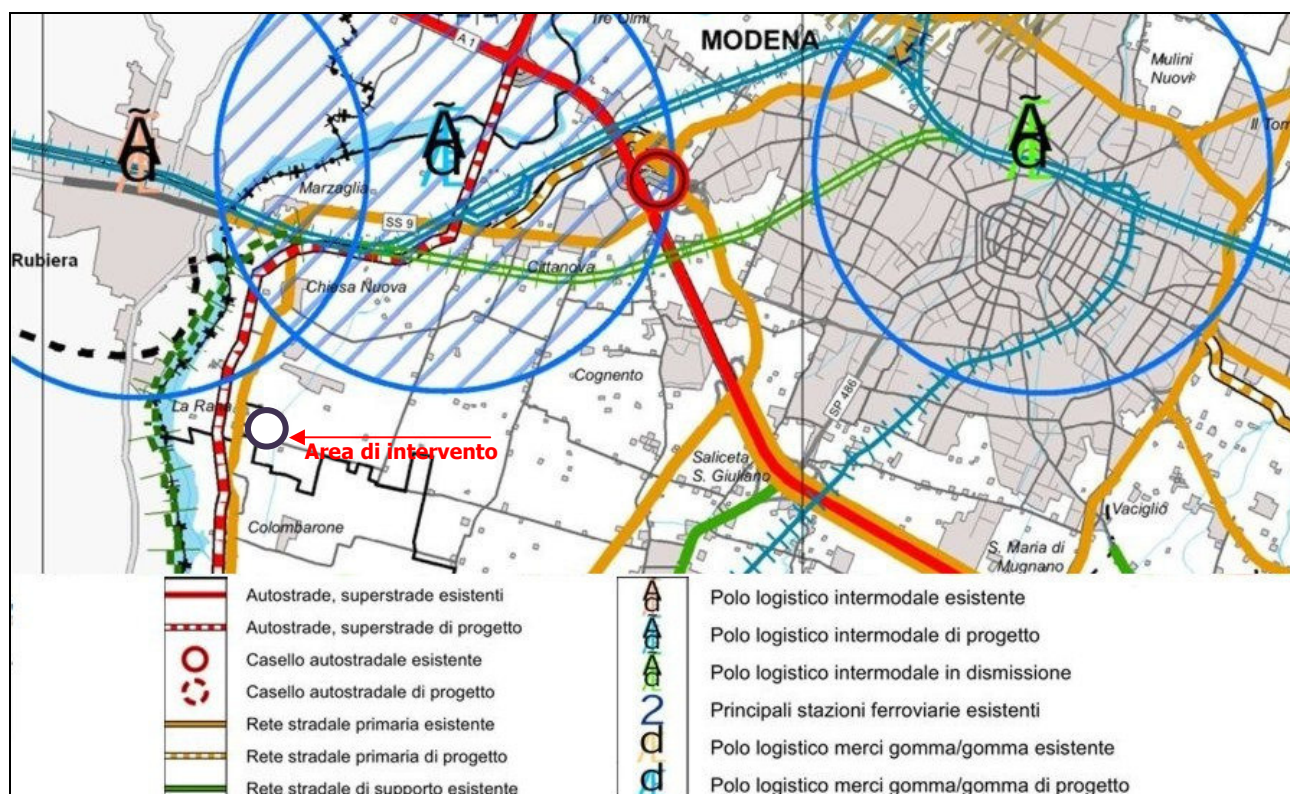 Tre Olmi
A 1
MODENA
Mulini
Nuovi
Marzaglia
SS 9
Rubiera
Cittanova
Chiesa Nuova
Cognento
SP 486
Area di intervento
Saliceta
S. Giuliano
Colombarone
Vaciglio
S. Maria di
Mugnano
Autostrade, superstrade esistenti
Autostrade, superstrade di progetto
Casello autostradale esistente
Casello autostradale di progetto
Rete stradale primaria esistente
Rete stradale primaria di progetto
Rete stradale di supporto esistente
Polo logistico intermodale esistente
Polo logistico intermodale di progetto
Polo logistico intermodale in dismissione
2 Principali stazioni ferroviarie esistenti
d Polo logistico merci gomma/gomma esistente
d Polo logistico merci gomma/gomma di progetto